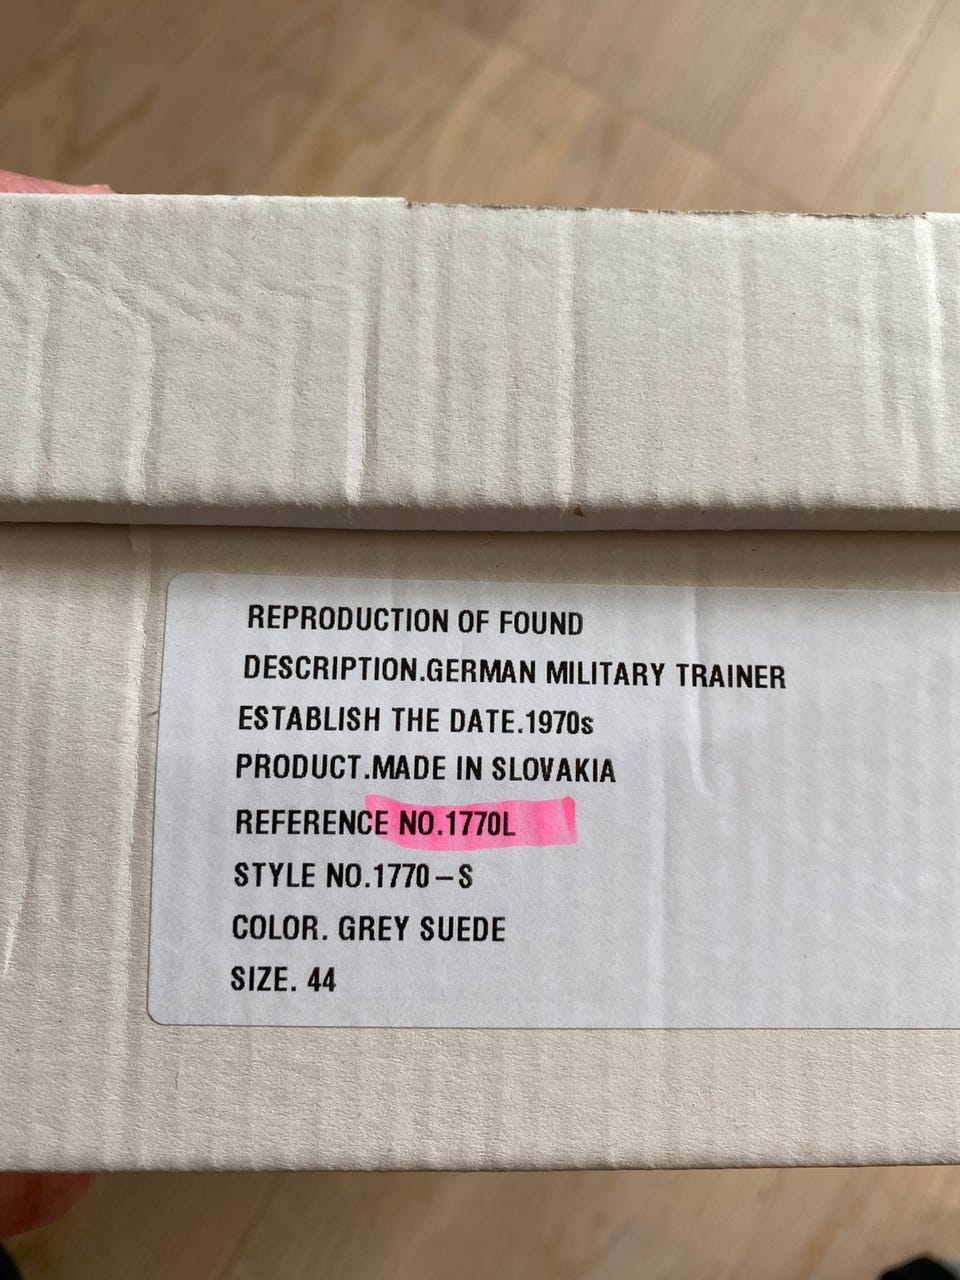 REPRODUCTION OF FOUND
DESCRIPTION.GERMAN MILITARY TRAINER
ESTABLISH THE DATE.1970s
PRODUCT.MADE IN SLOVAKIA
REFERENCE NO.1770L
STYLE NO.1770–S
COLOR. GREY SUEDE
SIZE. 44